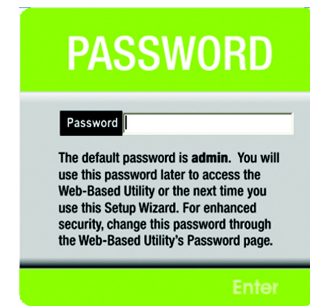 PASSWORD
Password
The default password is admin. You will
use this password later to access the
Web-Based Utility or the next time you
use this Setup Wizard. For enhanced
security, change this password through
the Web-Based Utility's Password page.
Enter